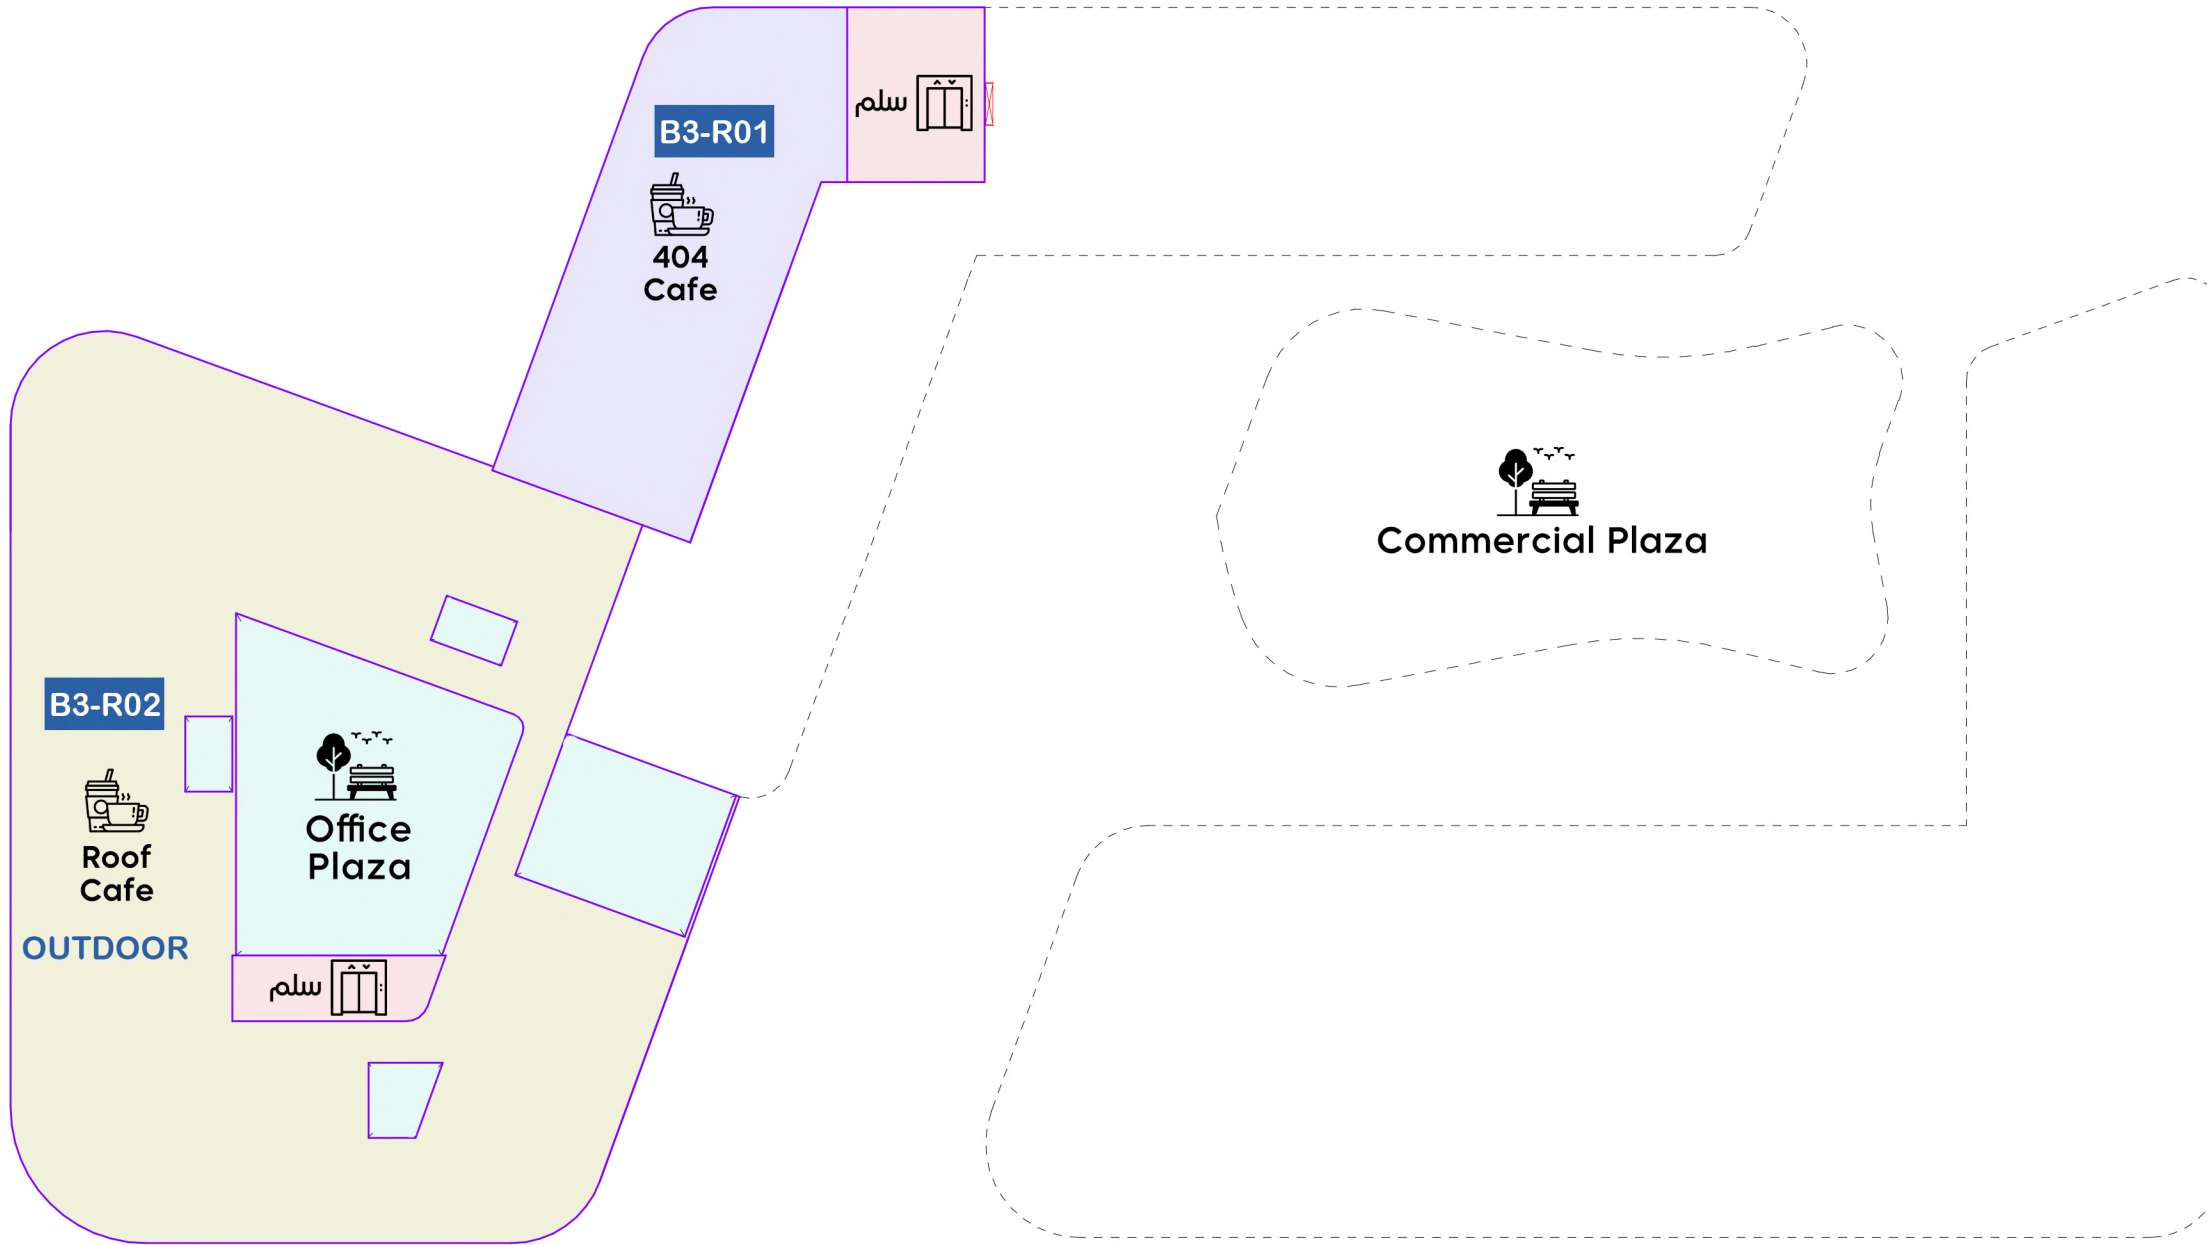 B3-R01
سلم
404
Cafe
Commercial Plaza
B3-R02
Roof
Cafe
OUTDOOR
Office
Plaza
سلم